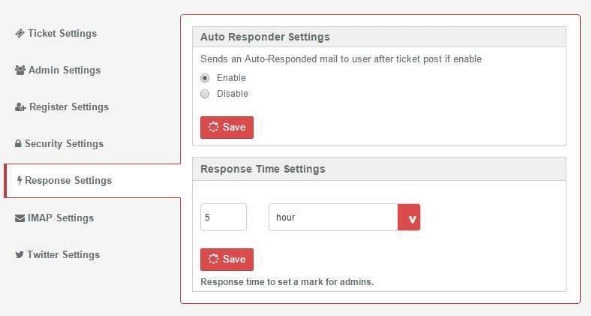 Ticket Settings
Admin Settings
Register Settings
Security Settings
Response Settings
IMAP Settings
Twitter Settings
Auto Responder Settings
Sends an Auto-Responded mail to user after ticket post if enable
Enable
Disable
Save
Response Time Settings
5 hour v
Save
Response time to set a mark for admins.